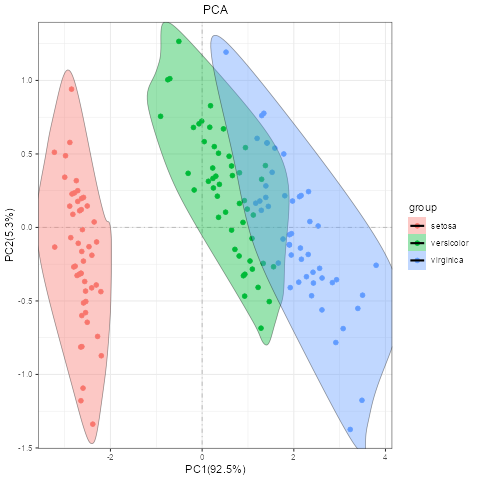 PCA
PC2(5.3%)
1.0
0.5
0.0
-0.5
-1.0
-1.5
-2
0
2
4
PC1(92.5%)
group
setosa
versicolor
virginica